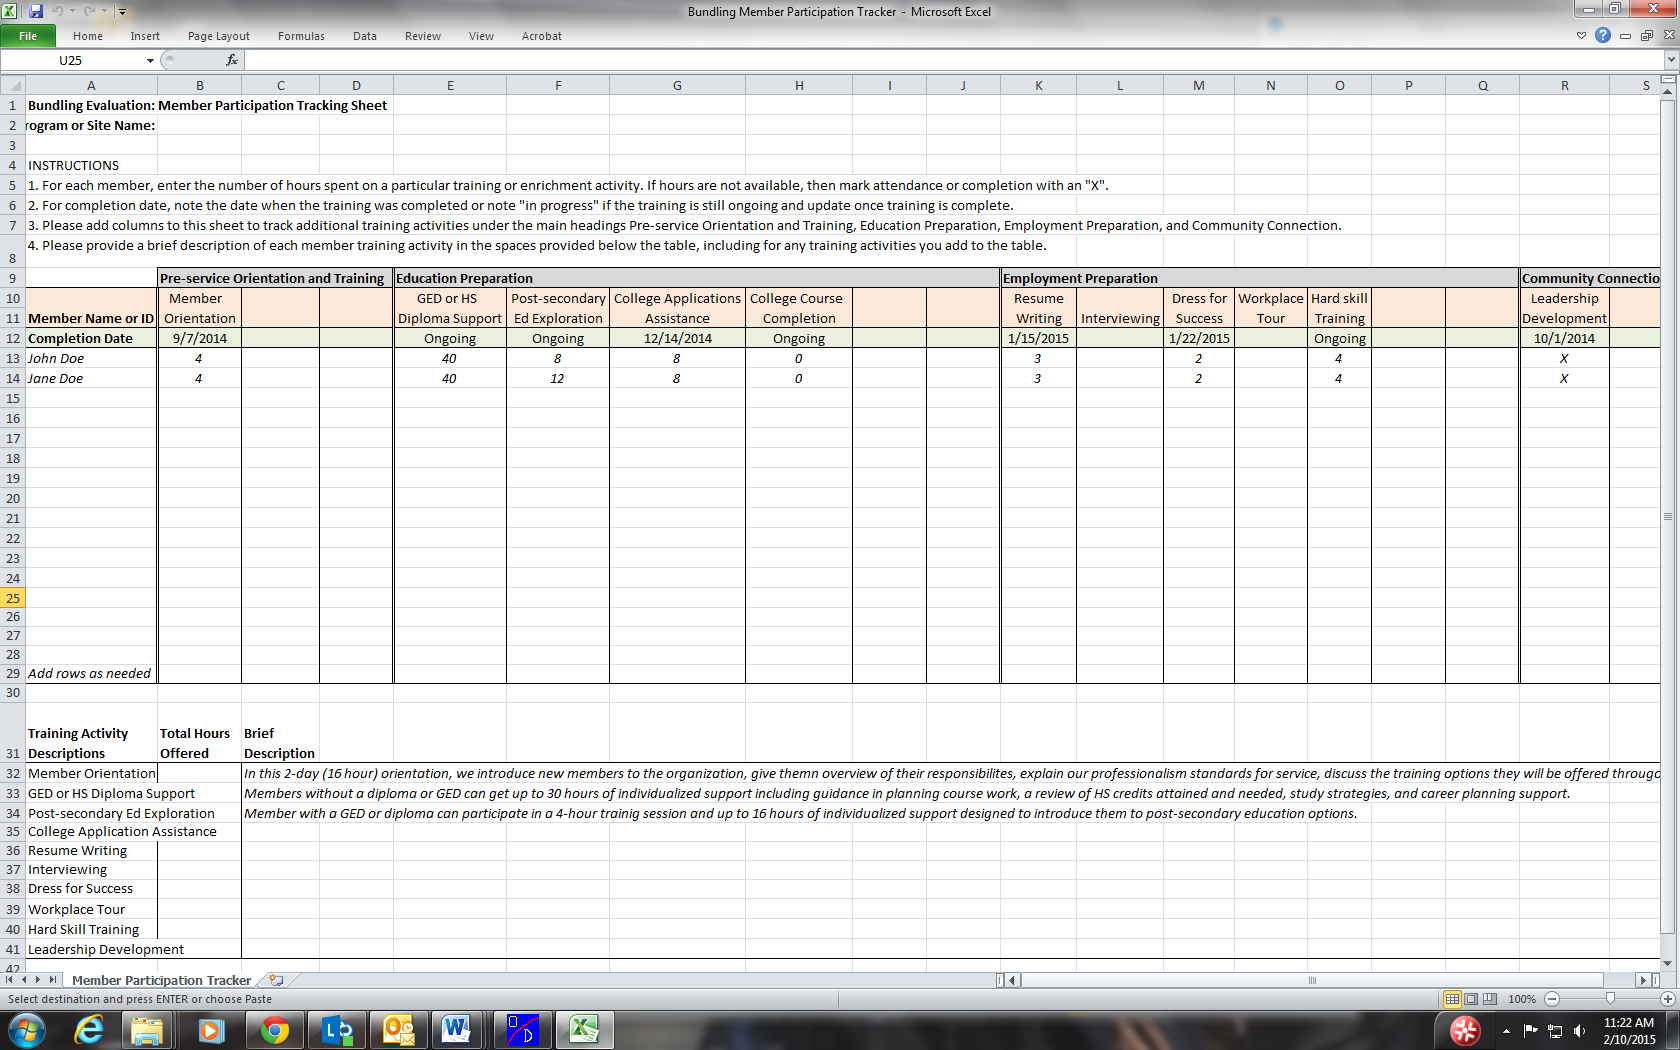 Bundling Member Participation Tracker - Microsoft Excel
File Home Insert Page Layout Formulas Data Review View Acrobat
U25 fx
A B C D E F G H I J K L M N O P Q R S
1 Bundling Evaluation: Member Participation Tracking Sheet
2 rogram or Site Name:
3
4 INSTRUCTIONS
5 1. For each member, enter the number of hours spent on a particular training or enrichment activity. If hours are not available, then mark attendance or completion with an "X".
6 2. For completion date, note the date when the training was completed or note "in progress" if the training is still ongoing and update once training is complete.
7 3. Please add columns to this sheet to track additional training activities under the main headings Pre-service Orientation and Training, Education Preparation, Employment Preparation, and Community Connection.
8 4. Please provide a brief description of each member training activity in the spaces provided below the table, including for any training activities you add to the table.
9 Pre-service Orientation and Training Education Preparation Employment Preparation Community Connectio
10 Member GED or HS Post-secondary College Applications College Course Resume Dress for Workplace Hard skill Leadership
11 Member Name or ID Orientation Diploma Support Ed Exploration Assistance Completion Writing Interviewing Success Tour Training Development
12 Completion Date 9/7/2014 Ongoing Ongoing 12/14/2014 Ongoing 1/15/2015 1/22/2015 Ongoing 10/1/2014
13 John Doe 4 40 8 8 0 3 2 4 X
14 Jane Doe 4 40 12 8 0 3 2 4 X
15
16
17
18
19
20
21
22
23
24
25
26
27
28
29 Add rows as needed
30
31 Training Activity Descriptions Total Hours Offered Brief Description
32 Member Orientation In this 2-day (16 hour) orientation, we introduce new members to the organization, give themn overview of their responsibilites, explain our professionalism standards for service, discuss the training options they will be offered througo
33 GED or HS Diploma Support Members without a diploma or GED can get up to 30 hours of individualized support including guidance in planning course work, a review of HS credits attained and needed, study strategies, and career planning support.
34 Post-secondary Ed Exploration Member with a GED or diploma can participate in a 4-hour trainig session and up to 16 hours of individualized support designed to introduce them to post-secondary education options.
35 College Application Assistance
36 Resume Writing
37 Interviewing
38 Dress for Success
39 Workplace Tour
40 Hard Skill Training
41 Leadership Development
42
Member Participation Tracker
Select destination and press ENTER or choose Paste 100%
11:22 AM
2/10/2015